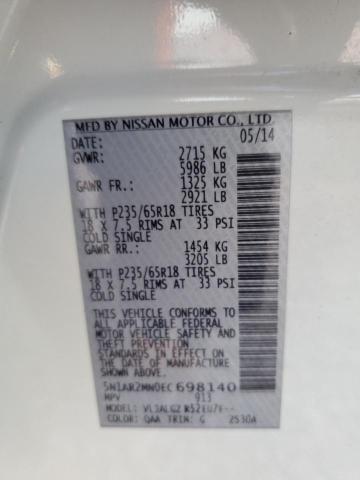 MFD BY NISSAN MOTOR CO., LTD
DATE: 05/14
GVWR: 2715 KG
5986 LB
GAWR FR.: 1325 KG
2921 LB
WITH P235/65R18 TIRES
18 X 7.5 RIMS AT 33 PSI
COLD SINGLE
GAWR RR.: 1454 KG
3205 LB
WITH P235/65R18 TIRES
18 X 7.5 RIMS AT 33 PSI
COLD SINGLE
THIS VEHICLE CONFORMS TO
ALL APPLICABLE FEDERAL
MOTOR VEHICLE SAFETY AND
THEFT PREVENTION
STANDARDS IN EFFECT ON
THE DATE OF MANUFACTURE
SHOWN ABOVE.
5N1AR2MN0EC698140
MPV 913
MODEL:
COLOR: QAA TRIM: G 2530A